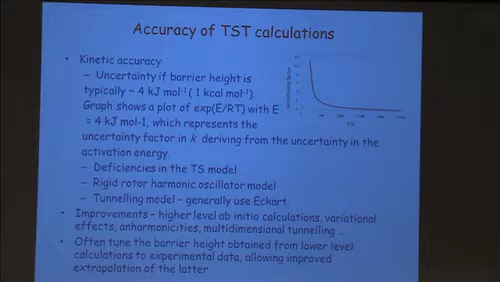 Accuracy of TST calculations
• Kinetic accuracy
– Uncertainty if barrier height is
typically ~ 4 kJ mol-1 ( 1 kcal mol-1).
Graph shows a plot of exp(E/RT) with E
= 4 kJ mol-1, which represents the
uncertainty factor in k deriving from the uncertainty in the
activation energy.
– Deficiencies in the TS model
– Rigid rotor harmonic oscillator model
– Tunnelling model – generally use Eckart.
• Improvements – higher level ab initio calculations, variational
effects, anharmonicities, multidimensional tunnelling …
• Often tune the barrier height obtained from lower level
calculations to experimental data, allowing improved
extrapolation of the latter